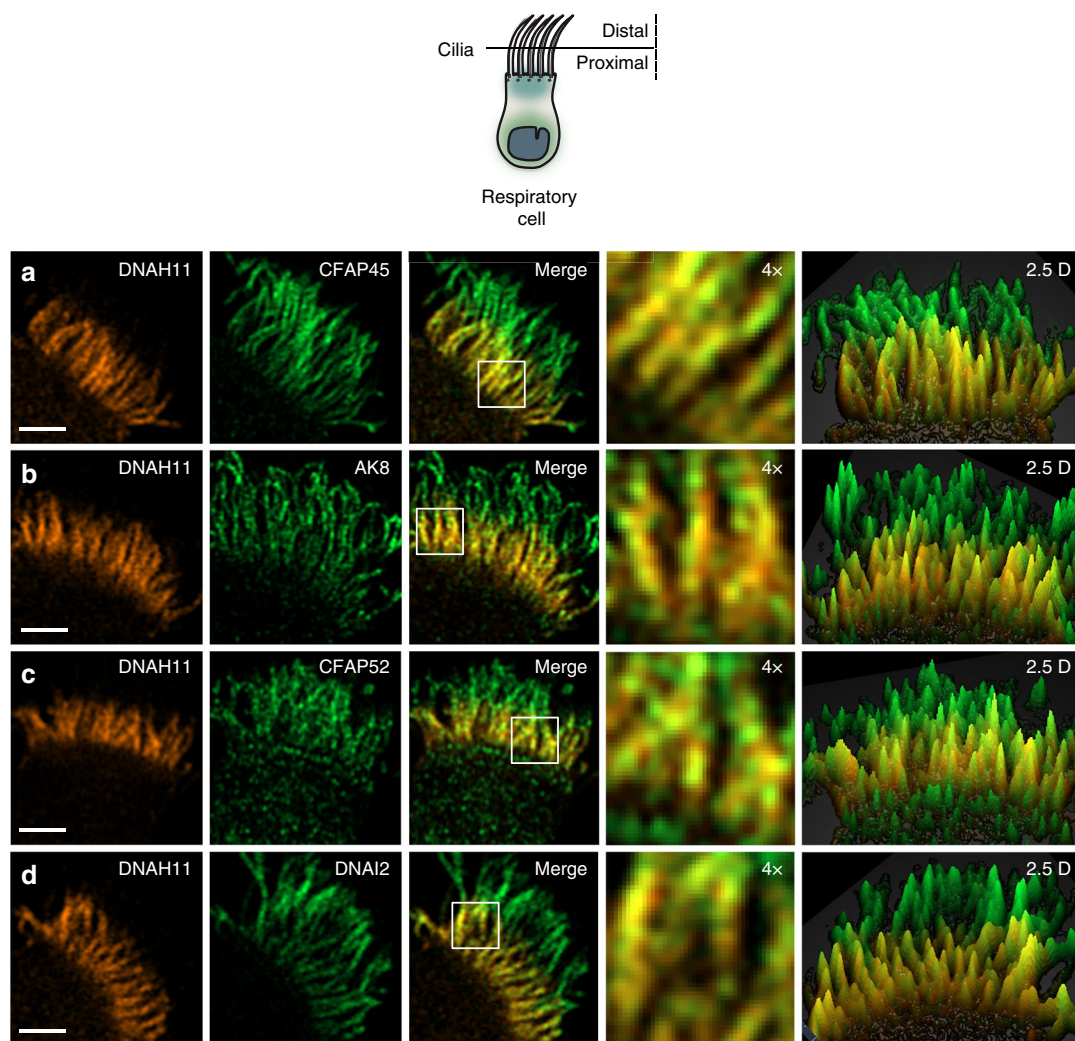 Distal
Cilia
Proximal
Respiratory
cell
a DNAH11 CFAP45 Merge 4× 2.5 D
b DNAH11 AK8 Merge 4× 2.5 D
c DNAH11 CFAP52 Merge 4× 2.5 D
d DNAH11 DNAI2 Merge 4× 2.5 D